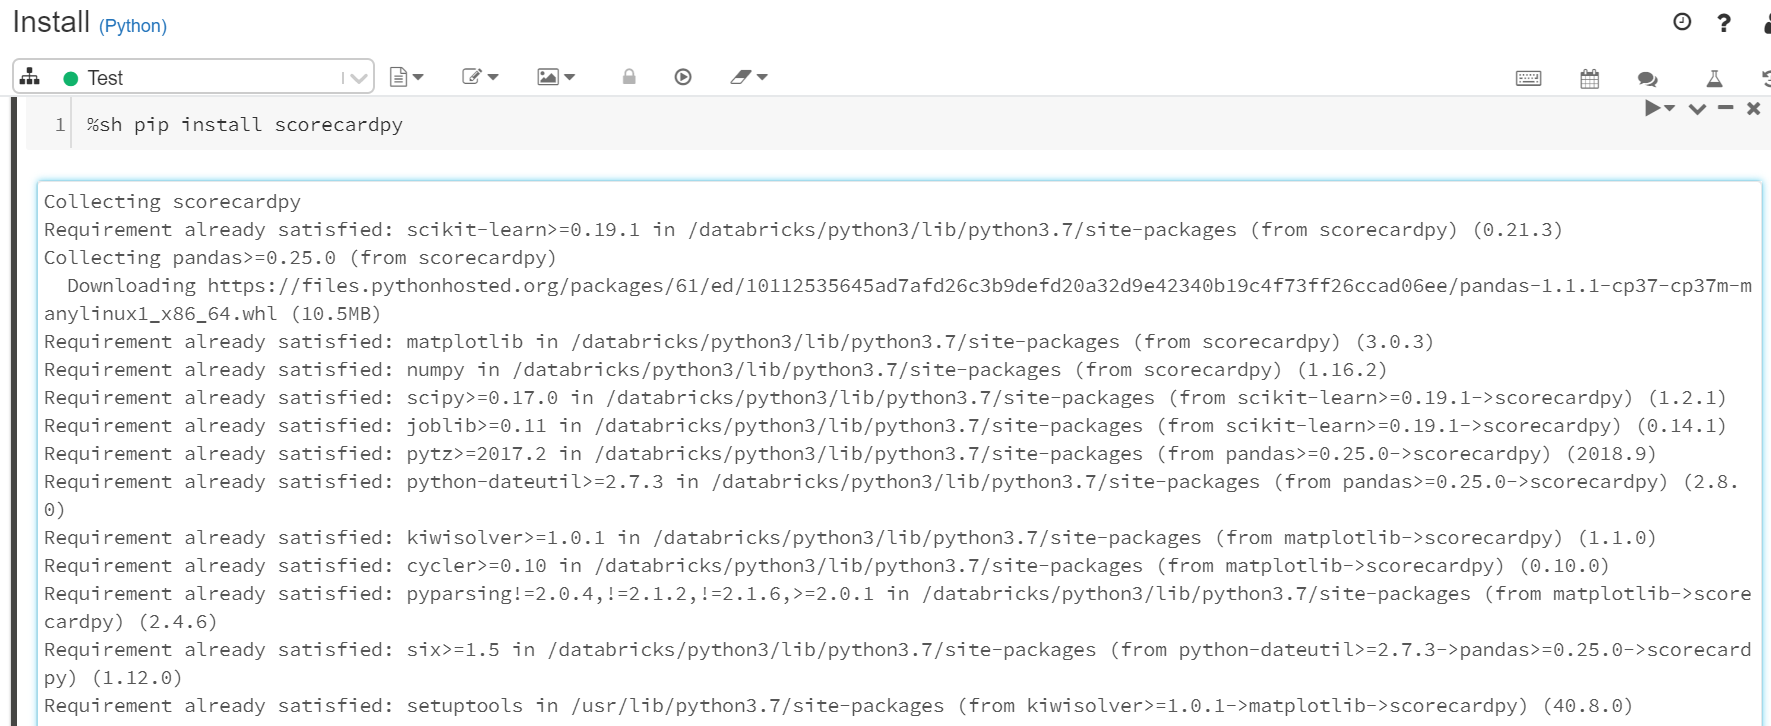 Install (Python)
?
Test
1 %sh pip install scorecardpy
Collecting scorecardpy
Requirement already satisfied: scikit-learn>=0.19.1 in /databricks/python3/lib/python3.7/site-packages (from scorecardpy) (0.21.3)
Collecting pandas>=0.25.0 (from scorecardpy)
  Downloading https://files.pythonhosted.org/packages/61/ed/10112535645ad7afd26c3b9defd20a32d9e42340b19c4f73ff26ccad06ee/pandas-1.1.1-cp37-cp37m-m
anylinux1_x86_64.whl (10.5MB)
Requirement already satisfied: matplotlib in /databricks/python3/lib/python3.7/site-packages (from scorecardpy) (3.0.3)
Requirement already satisfied: numpy in /databricks/python3/lib/python3.7/site-packages (from scorecardpy) (1.16.2)
Requirement already satisfied: scipy>=0.17.0 in /databricks/python3/lib/python3.7/site-packages (from scikit-learn>=0.19.1->scorecardpy) (1.2.1)
Requirement already satisfied: joblib>=0.11 in /databricks/python3/lib/python3.7/site-packages (from scikit-learn>=0.19.1->scorecardpy) (0.14.1)
Requirement already satisfied: pytz>=2017.2 in /databricks/python3/lib/python3.7/site-packages (from pandas>=0.25.0->scorecardpy) (2018.9)
Requirement already satisfied: python-dateutil>=2.7.3 in /databricks/python3/lib/python3.7/site-packages (from pandas>=0.25.0->scorecardpy) (2.8.
0)
Requirement already satisfied: kiwisolver>=1.0.1 in /databricks/python3/lib/python3.7/site-packages (from matplotlib->scorecardpy) (1.1.0)
Requirement already satisfied: cycler>=0.10 in /databricks/python3/lib/python3.7/site-packages (from matplotlib->scorecardpy) (0.10.0)
Requirement already satisfied: pyparsing!=2.0.4,!=2.1.2,!=2.1.6,>=2.0.1 in /databricks/python3/lib/python3.7/site-packages (from matplotlib->score
cardpy) (2.4.6)
Requirement already satisfied: six>=1.5 in /databricks/python3/lib/python3.7/site-packages (from python-dateutil>=2.7.3->pandas>=0.25.0->scorecard
py) (1.12.0)
Requirement already satisfied: setuptools in /usr/lib/python3.7/site-packages (from kiwisolver>=1.0.1->matplotlib->scorecardpy) (40.8.0)